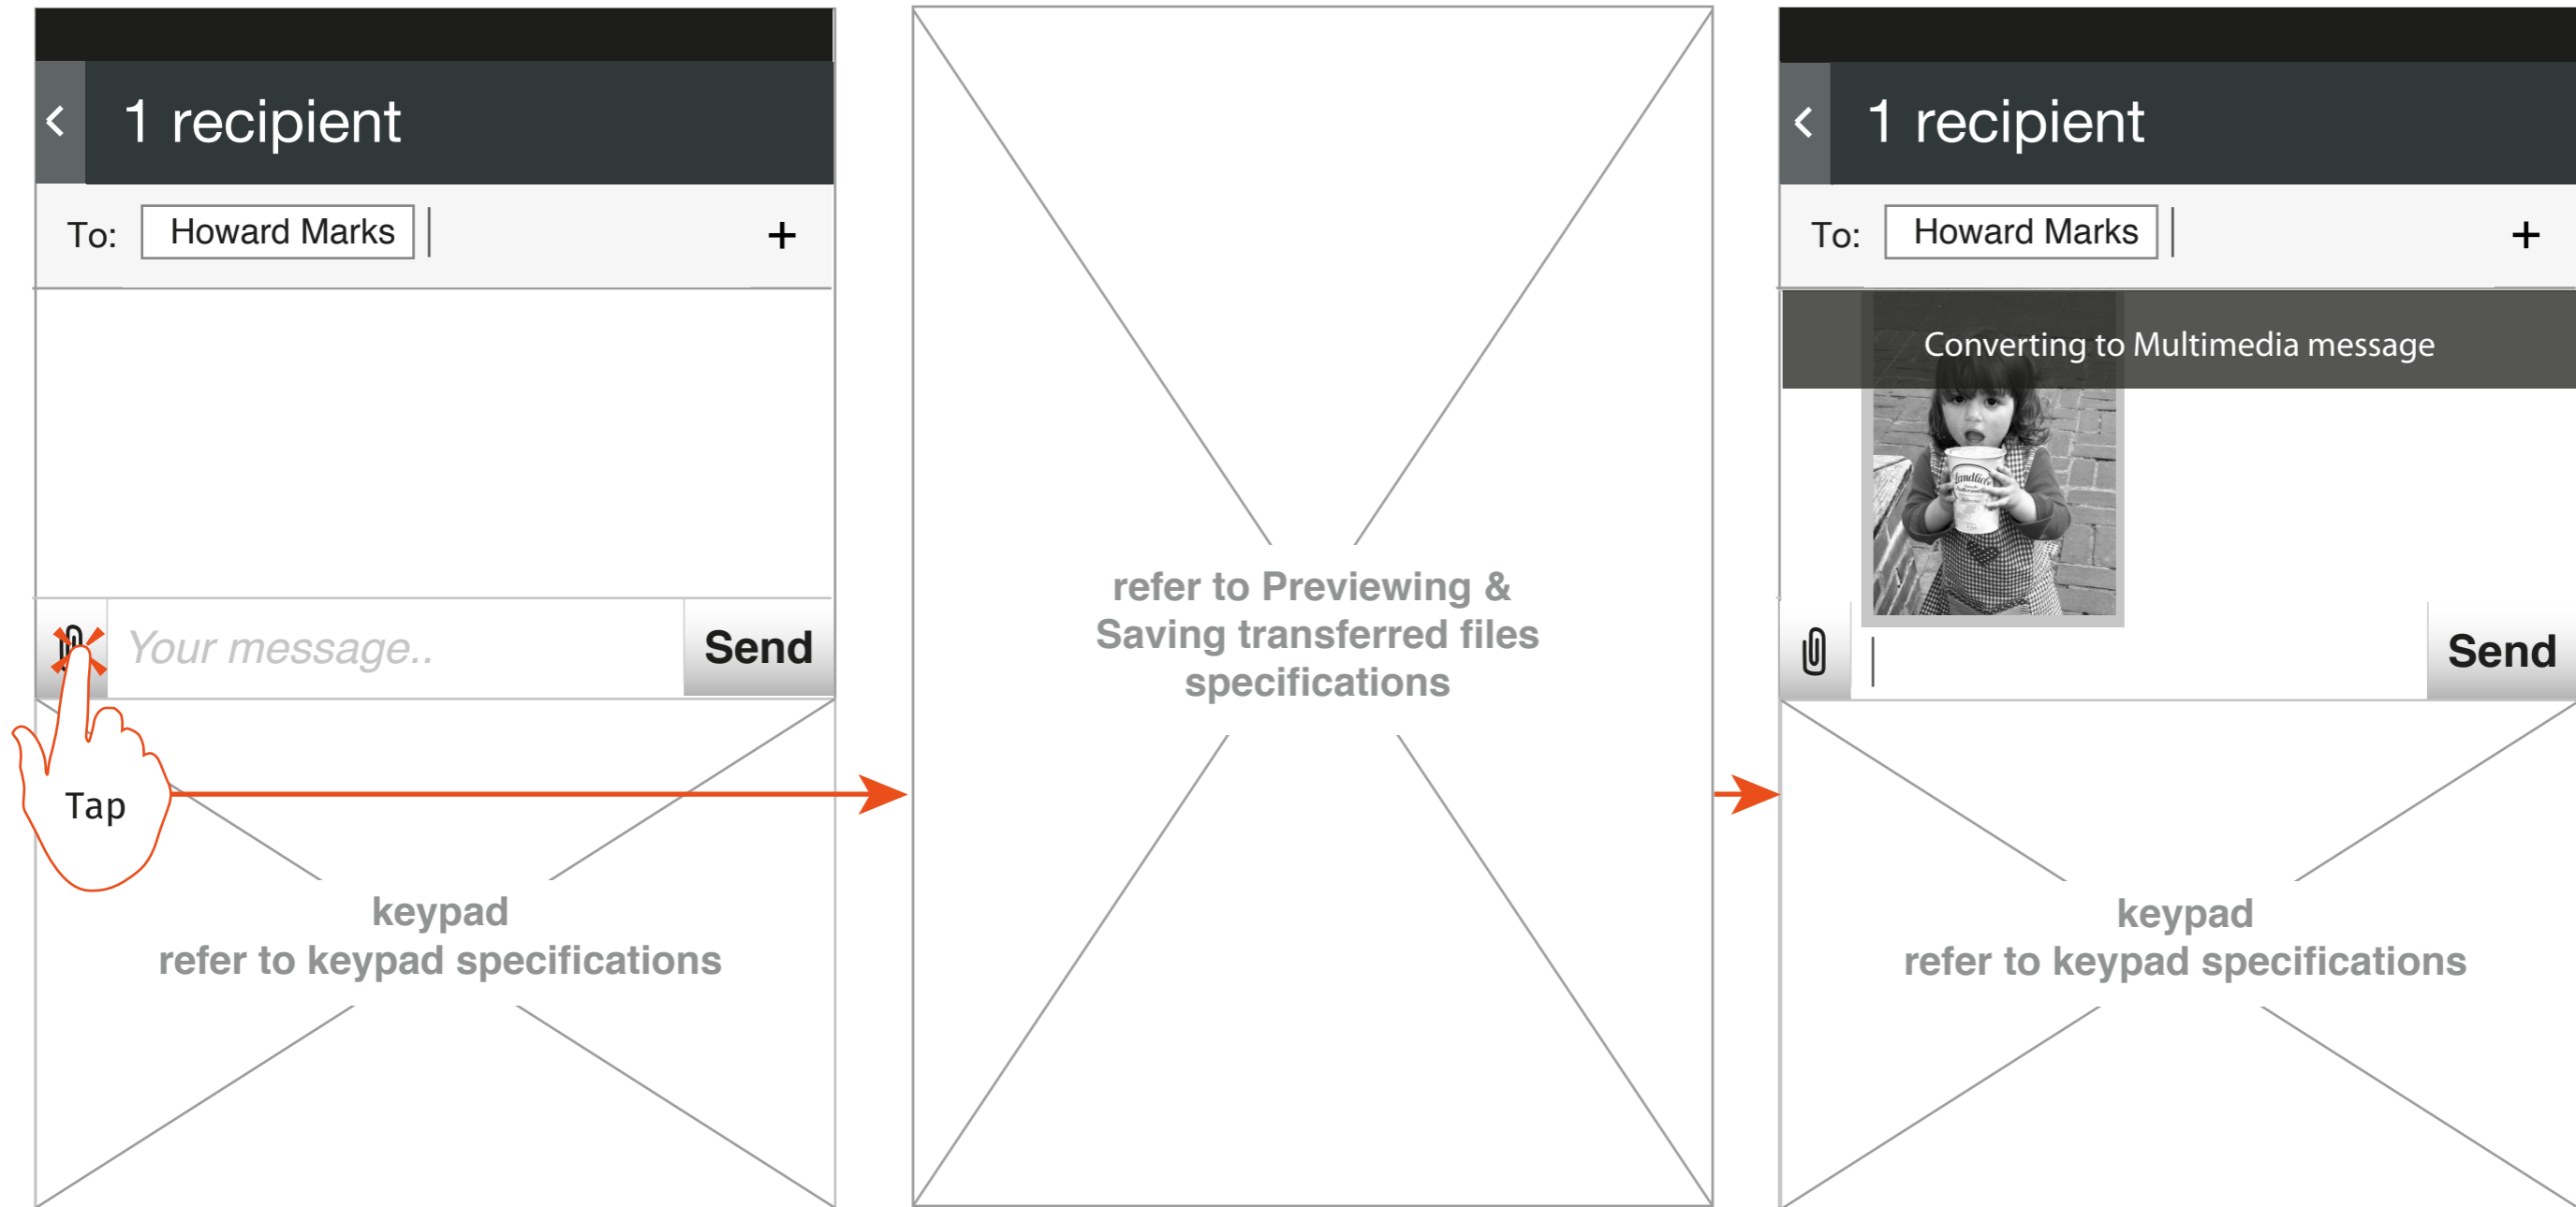 1 recipient
To: Howard Marks +
Your message.. Send
Tap
keypad
refer to keypad specifications
refer to Previewing &
Saving transferred files
specifications
1 recipient
To: Howard Marks +
Converting to Multimedia message
Landliebe
Send
keypad
refer to keypad specifications